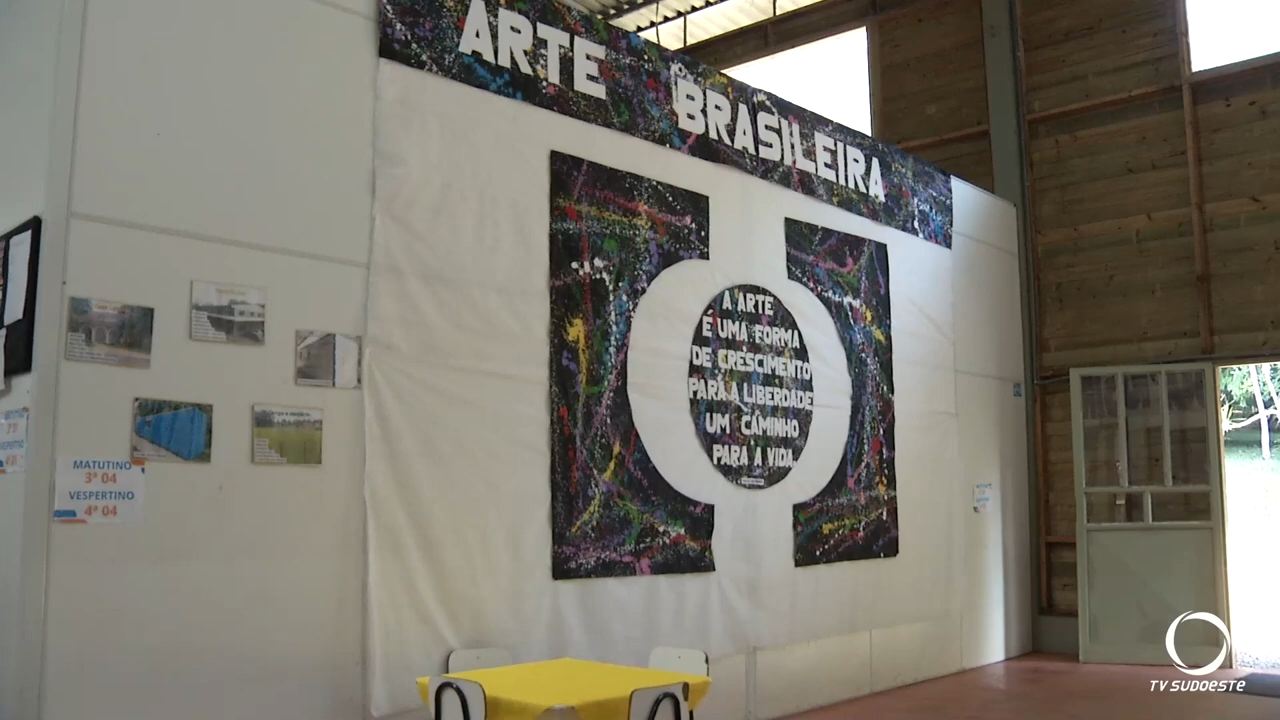 ARTE BRASILEIRA
A ARTE
É UMA FORMA
DE CRESCIMENTO
PARA A LIBERDADE
UM CAMINHO
PARA A VIDA.
MATUTINO
3ª 04
VESPERTINO
4ª 04
TV SUDOESTE